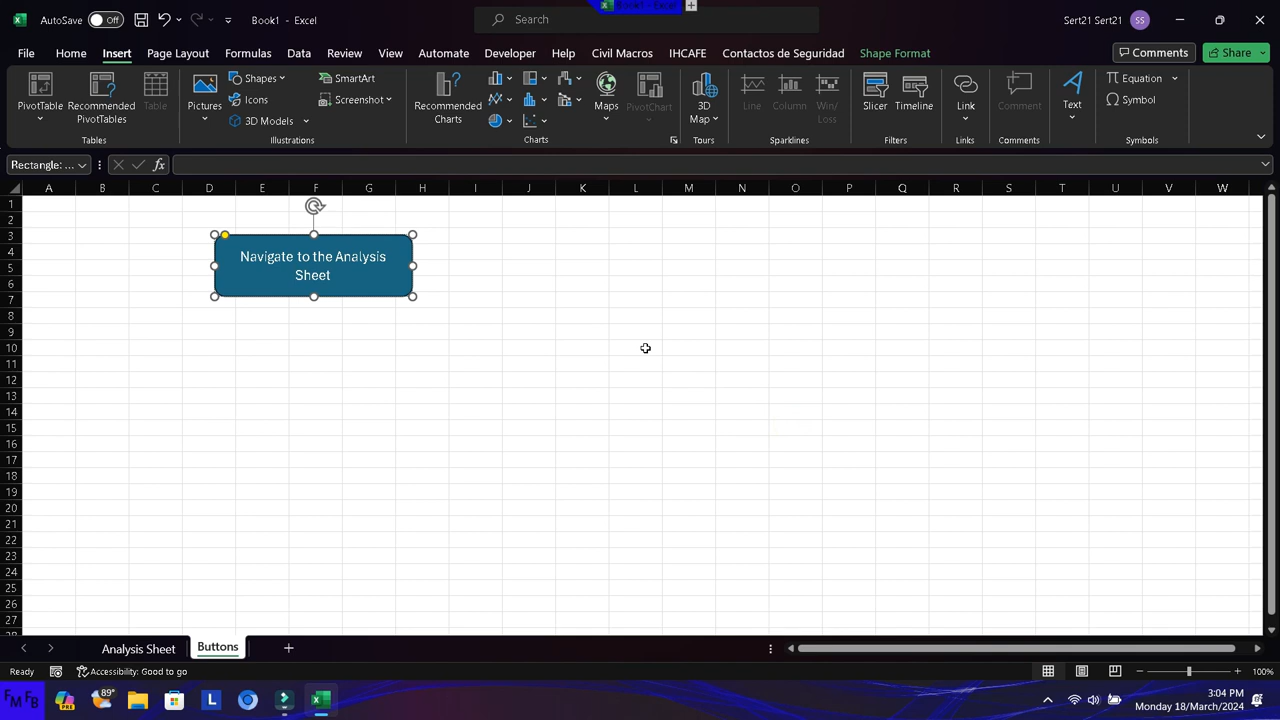 AutoSave Off Book1 - Excel Search Book1 - Excel Sert21 Sert21 SS
File Home Insert Page Layout Formulas Data Review View Automate Developer Help Civil Macros IHCAFE Contactos de Seguridad Shape Format Comments Share
PivotTable Recommended PivotTables Table Pictures Shapes Icons 3D Models SmartArt Screenshot Recommended Charts Maps PivotChart 3D Map Line Column Win/Loss Slicer Timeline Link Comment Text Equation Symbol
Tables Illustrations Charts Tours Sparklines Filters Links Comments Symbols
Rectangle: ... fx
A B C D E F G H I J K L M N O P Q R S T U V W
1
2
3
4
5
6
7
8
9
10
11
12
13
14
15
16
17
18
19
20
21
22
23
24
25
26
27
28
Navigate to the Analysis
Sheet
Analysis Sheet Buttons
Ready Accessibility: Good to go 100%
FM FB 89° L 3:04 PM
Monday 18/March/2024